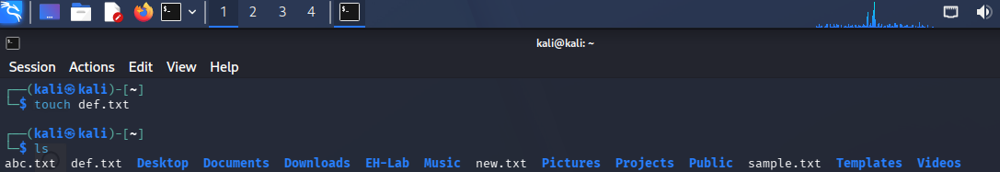 1 2 3 4
kali@kali: ~
Session Actions Edit View Help
┌──(kali㉿kali)-[~]
└─$ touch def.txt
┌──(kali㉿kali)-[~]
└─$ ls
abc.txt def.txt Desktop Documents Downloads EH-Lab Music new.txt Pictures Projects Public sample.txt Templates Videos